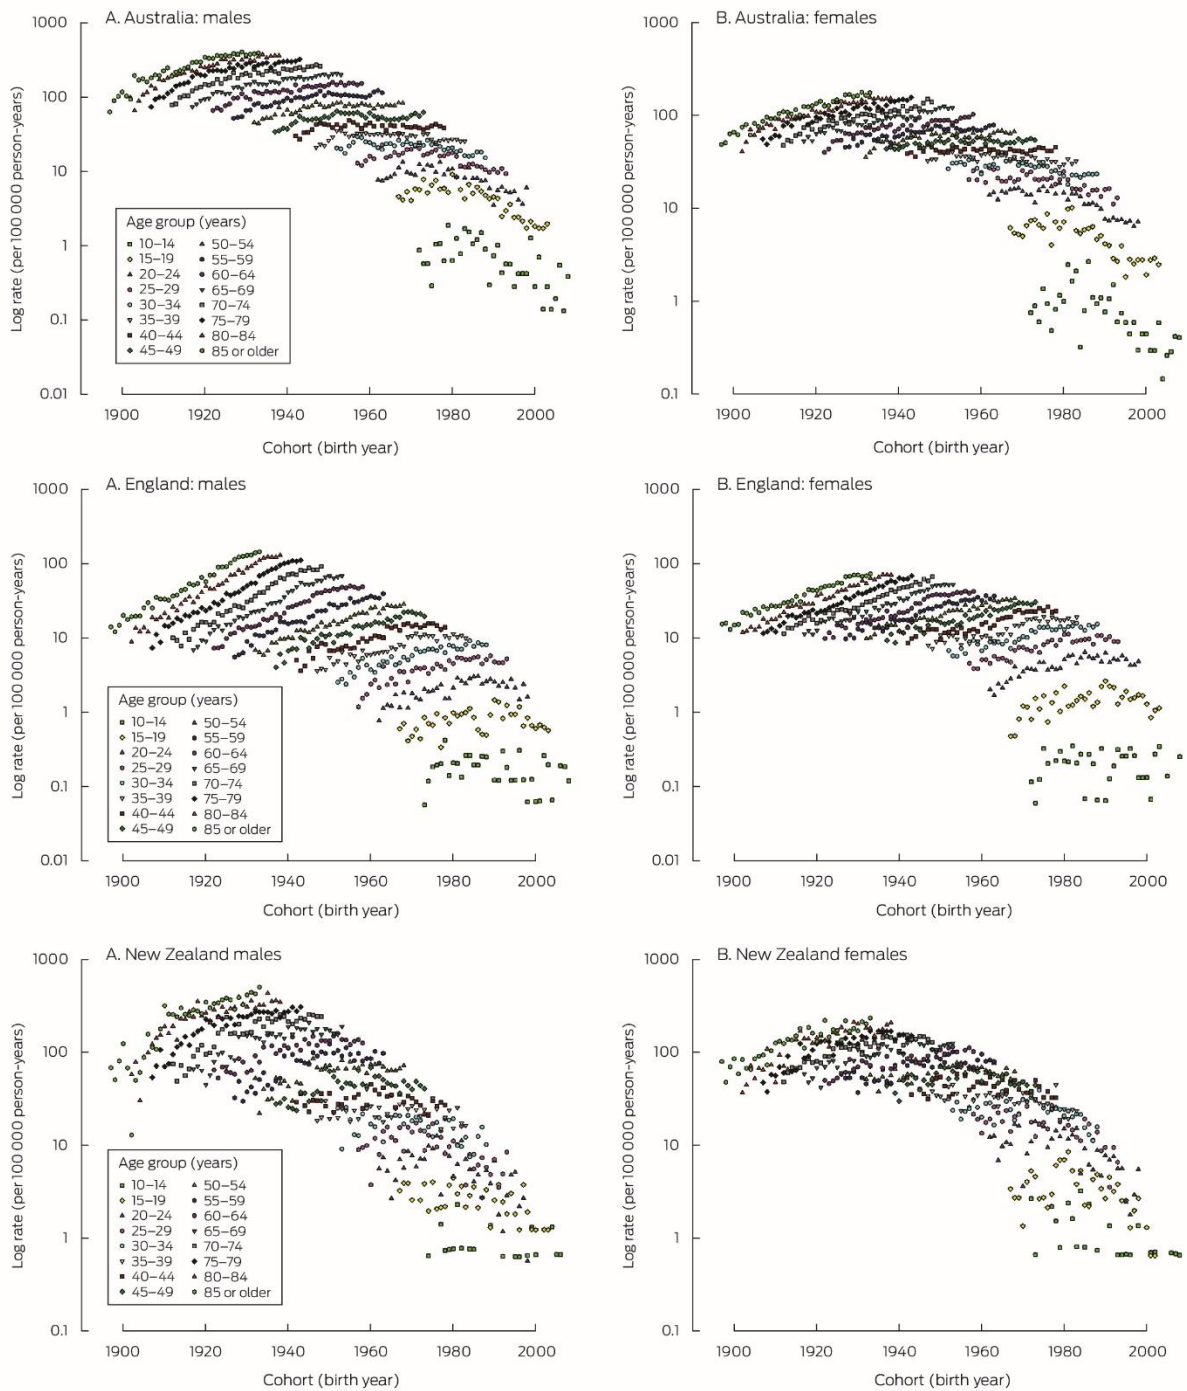 A. Australia: males
Log rate (per 100 000 person-years)
1000
100
10
1
0.1
0.01
Age group (years)
10–14 50–54
15–19 55–59
20–24 60–64
25–29 65–69
30–34 70–74
35–39 75–79
40–44 80–84
45–49 85 or older
1900 1920 1940 1960 1980 2000
Cohort (birth year)
B. Australia: females
Log rate (per 100 000 person-years)
1000
100
10
1
0.1
1900 1920 1940 1960 1980 2000
Cohort (birth year)
A. England: males
Log rate (per 100 000 person-years)
1000
100
10
1
0.1
0.01
Age group (years)
10–14 50–54
15–19 55–59
20–24 60–64
25–29 65–69
30–34 70–74
35–39 75–79
40–44 80–84
45–49 85 or older
1900 1920 1940 1960 1980 2000
Cohort (birth year)
B. England: females
Log rate (per 100 000 person-years)
1000
100
10
1
0.1
0.01
1900 1920 1940 1960 1980 2000
Cohort (birth year)
A. New Zealand males
Log rate (per 100 000 person-years)
1000
100
10
1
0.1
Age group (years)
10–14 50–54
15–19 55–59
20–24 60–64
25–29 65–69
30–34 70–74
35–39 75–79
40–44 80–84
45–49 85 or older
1900 1920 1940 1960 1980 2000
Cohort (birth year)
B. New Zealand females
Log rate (per 100 000 person-years)
1000
100
10
1
0.1
1900 1920 1940 1960 1980 2000
Cohort (birth year)